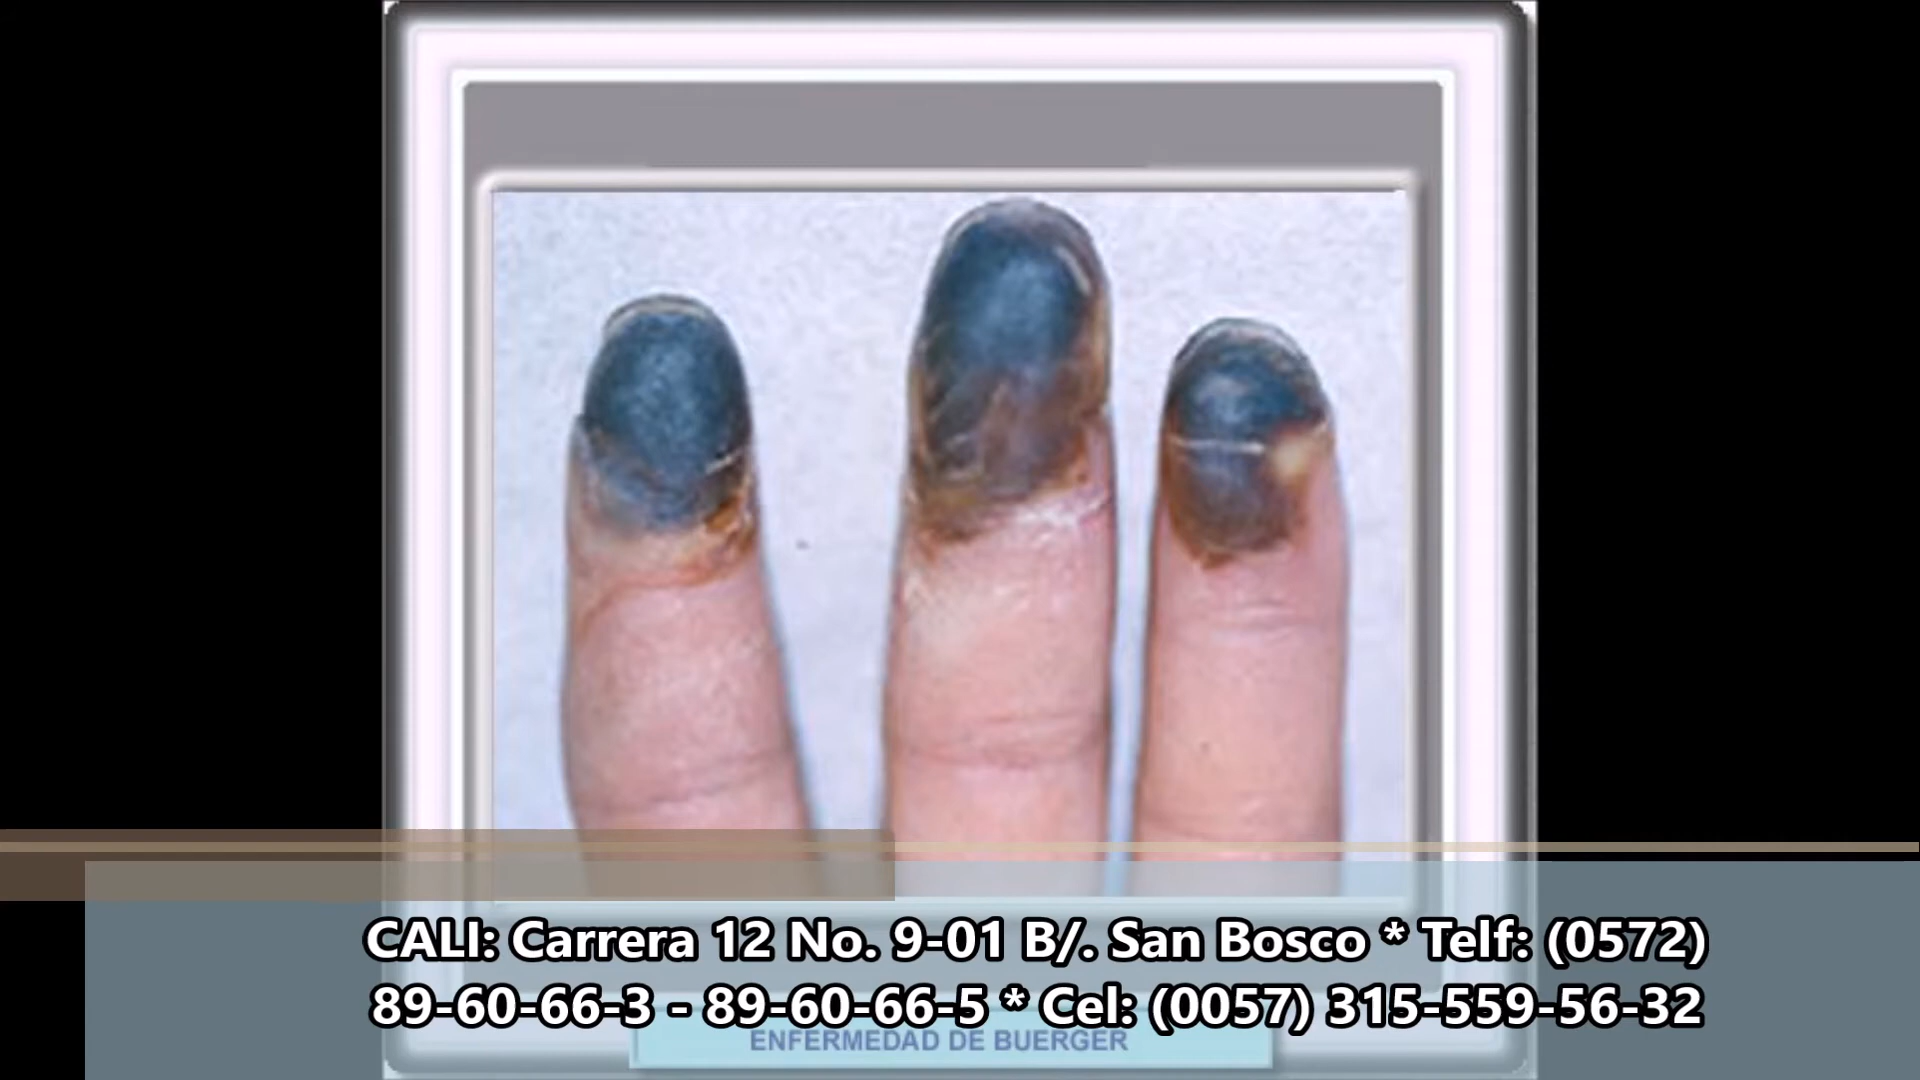 CALI: Carrera 12 No. 9-01 B/. San Bosco * Telf: (0572)
89-60-66-3 - 89-60-66-5 * Cel: (0057) 315-559-56-32
ENFERMEDAD DE BUERGER